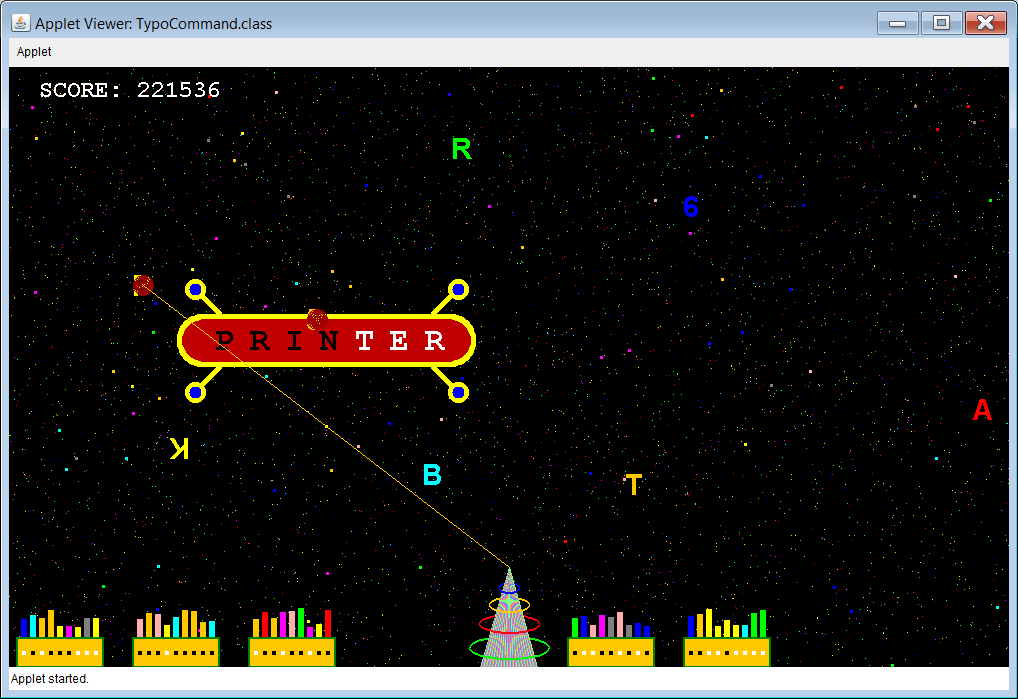 Applet Viewer: TypoCommand.class
Applet
SCORE: 221536
R
6
PRINTER
A
K
B
T
Applet started.